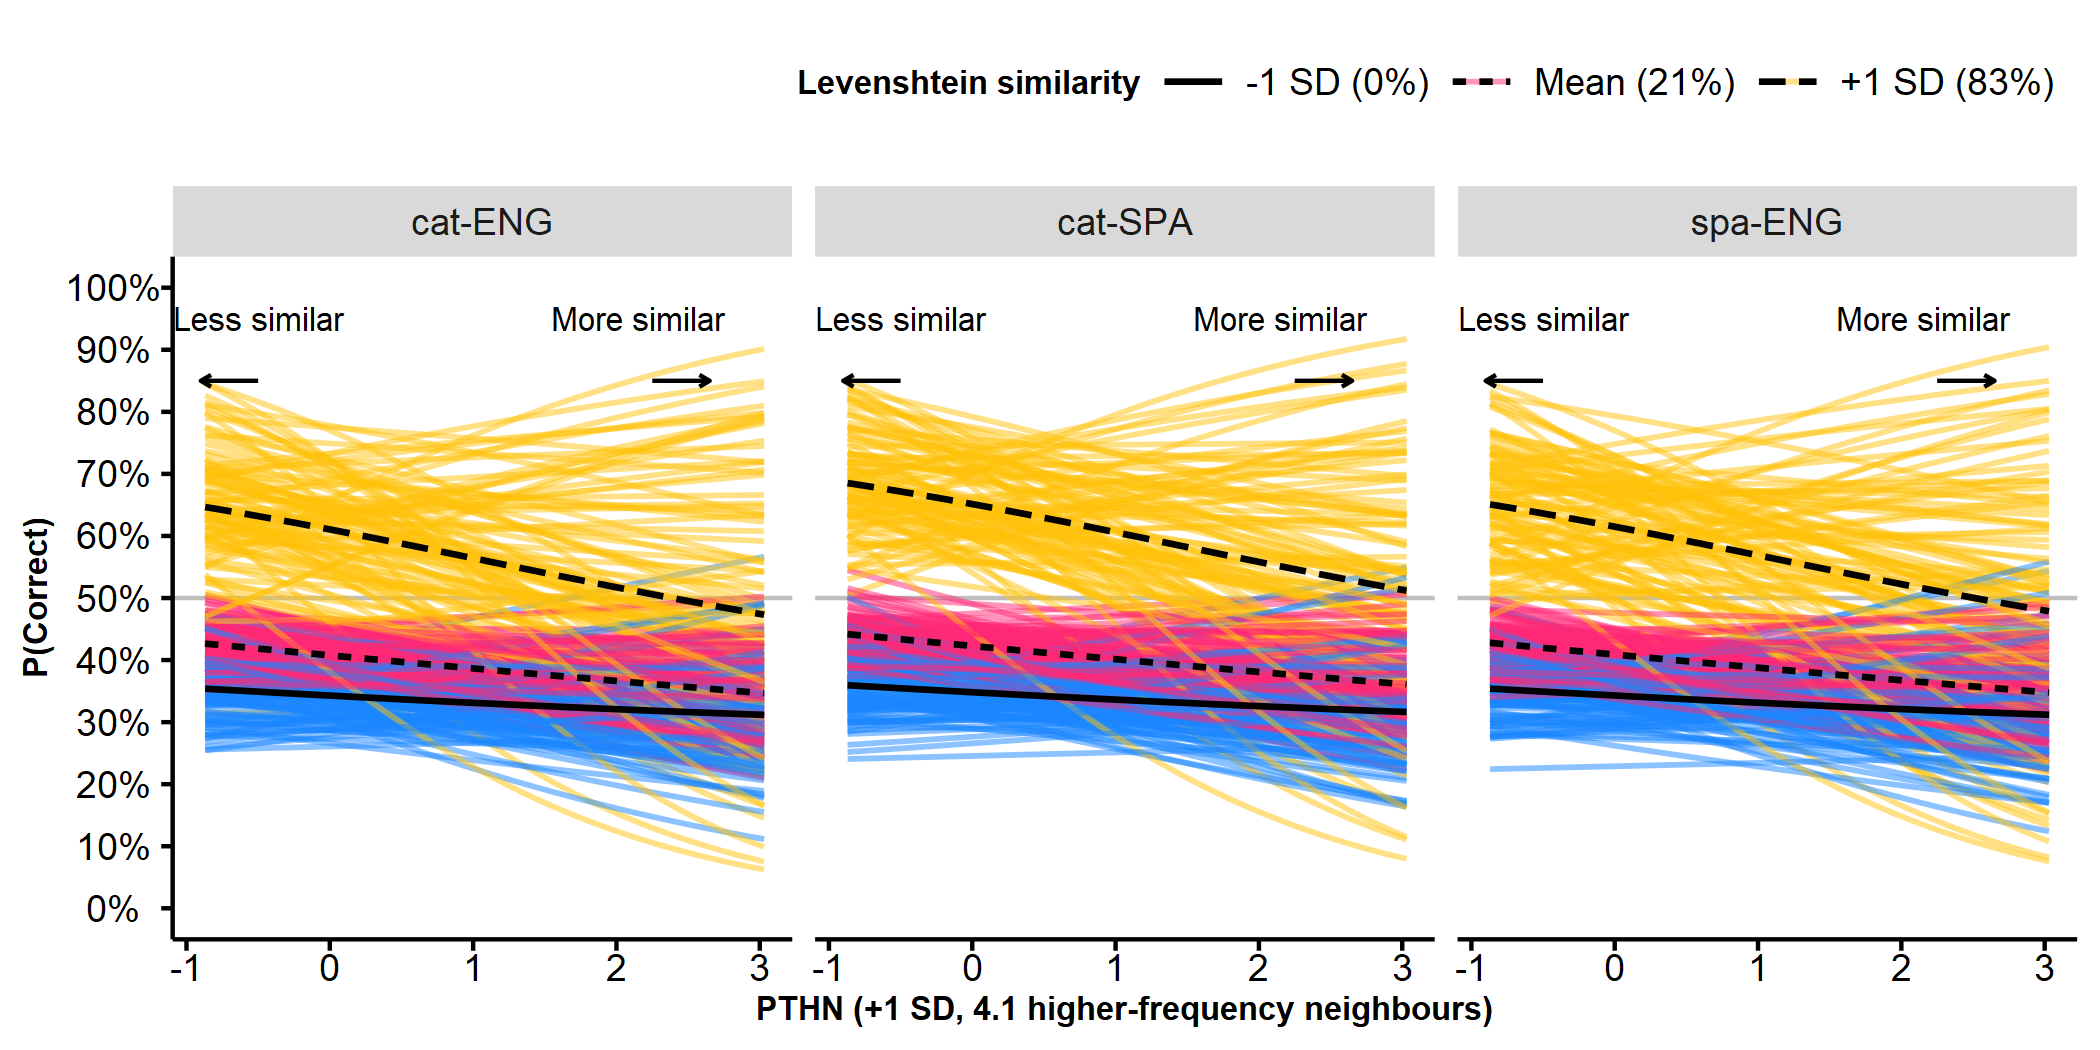 Levenshtein similarity -1 SD (0%) Mean (21%) +1 SD (83%)
cat-ENG cat-SPA spa-ENG
100%
Less similar More similar Less similar More similar Less similar More similar
90%
80%
70%
60%
50%
40%
30%
20%
10%
0%
P(Correct)
-1 0 1 2 3 -1 0 1 2 3 -1 0 1 2 3
PTHN (+1 SD, 4.1 higher-frequency neighbours)